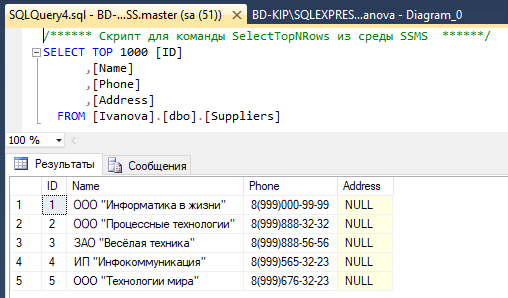 SQLQuery4.sql - BD-...SS.master (sa (51))* × BD-KIP\SQLEXPRES...anova - Diagram_0
/****** Скрипт для команды SelectTopNRows из среды SSMS ******/
SELECT TOP 1000 [ID]
,[Name]
,[Phone]
,[Address]
FROM [Ivanova].[dbo].[Suppliers]
100 %
Результаты Сообщения
ID Name Phone Address
1 1 ООО "Информатика в жизни" 8(999)000-99-99 NULL
2 2 ООО "Процессные технологии" 8(999)888-32-32 NULL
3 3 ЗАО "Весёлая техника" 8(999)888-56-56 NULL
4 4 ИП "Инфокоммуникация" 8(999)565-32-23 NULL
5 5 ООО "Технологии мира" 8(999)676-32-23 NULL